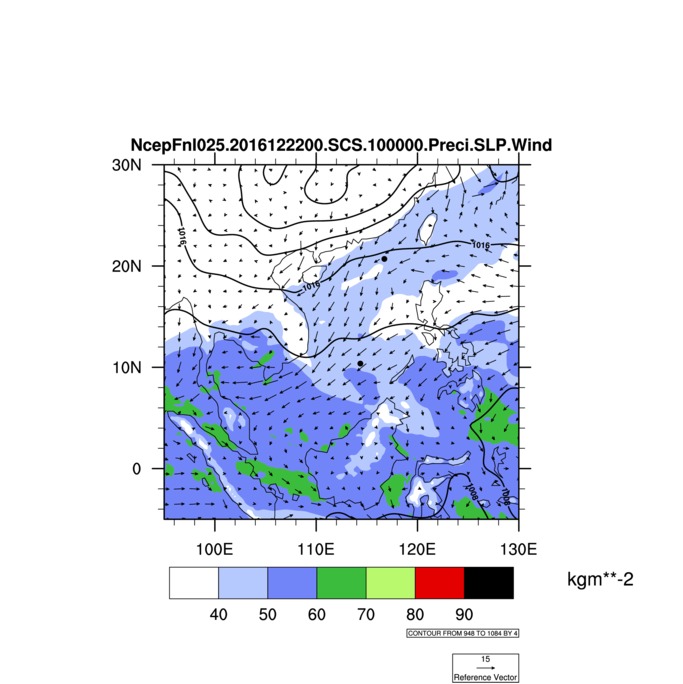 NcepFnl025.2016122200.SCS.100000.Preci.SLP.Wind
30N
20N
10N
0
1016
1016
1016
1008
1008
100E 110E 120E 130E
kgm**-2
40 50 60 70 80 90
CONTOUR FROM 948 TO 1084 BY 4
15
Reference Vector